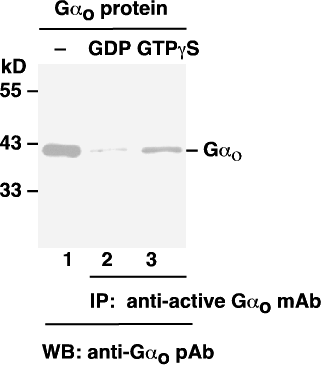 Gαo protein
– GDP GTPγS
kD
55
43
Gαo
33
1 2 3
IP: anti-active Gαo mAb
WB: anti-Gαo pAb